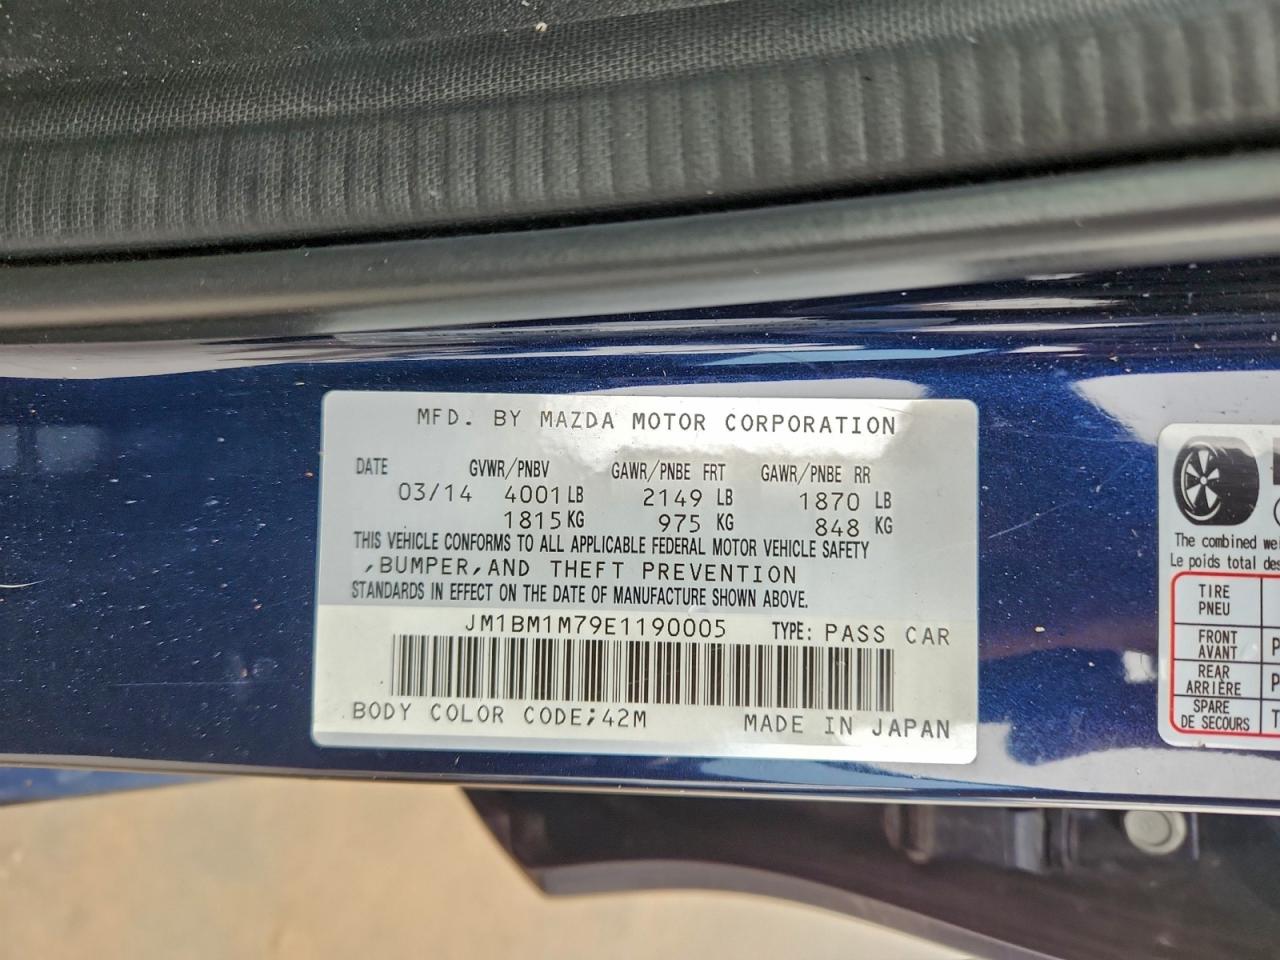 MFD. BY MAZDA MOTOR CORPORATION
DATE GVWR/PNBV GAWR/PNBE FRT GAWR/PNBE RR
03/14 4001 LB 2149 LB 1870 LB
1815 KG 975 KG 848 KG
THIS VEHICLE CONFORMS TO ALL APPLICABLE FEDERAL MOTOR VEHICLE SAFETY
,BUMPER,AND THEFT PREVENTION
STANDARDS IN EFFECT ON THE DATE OF MANUFACTURE SHOWN ABOVE.
JM1BM1M79E1190005 TYPE: PASS CAR
BODY COLOR CODE;42M MADE IN JAPAN
The combined wei
Le poids total des
TIRE
PNEU
FRONT
AVANT P
REAR
ARRIÈRE P
SPARE
DE SECOURS T